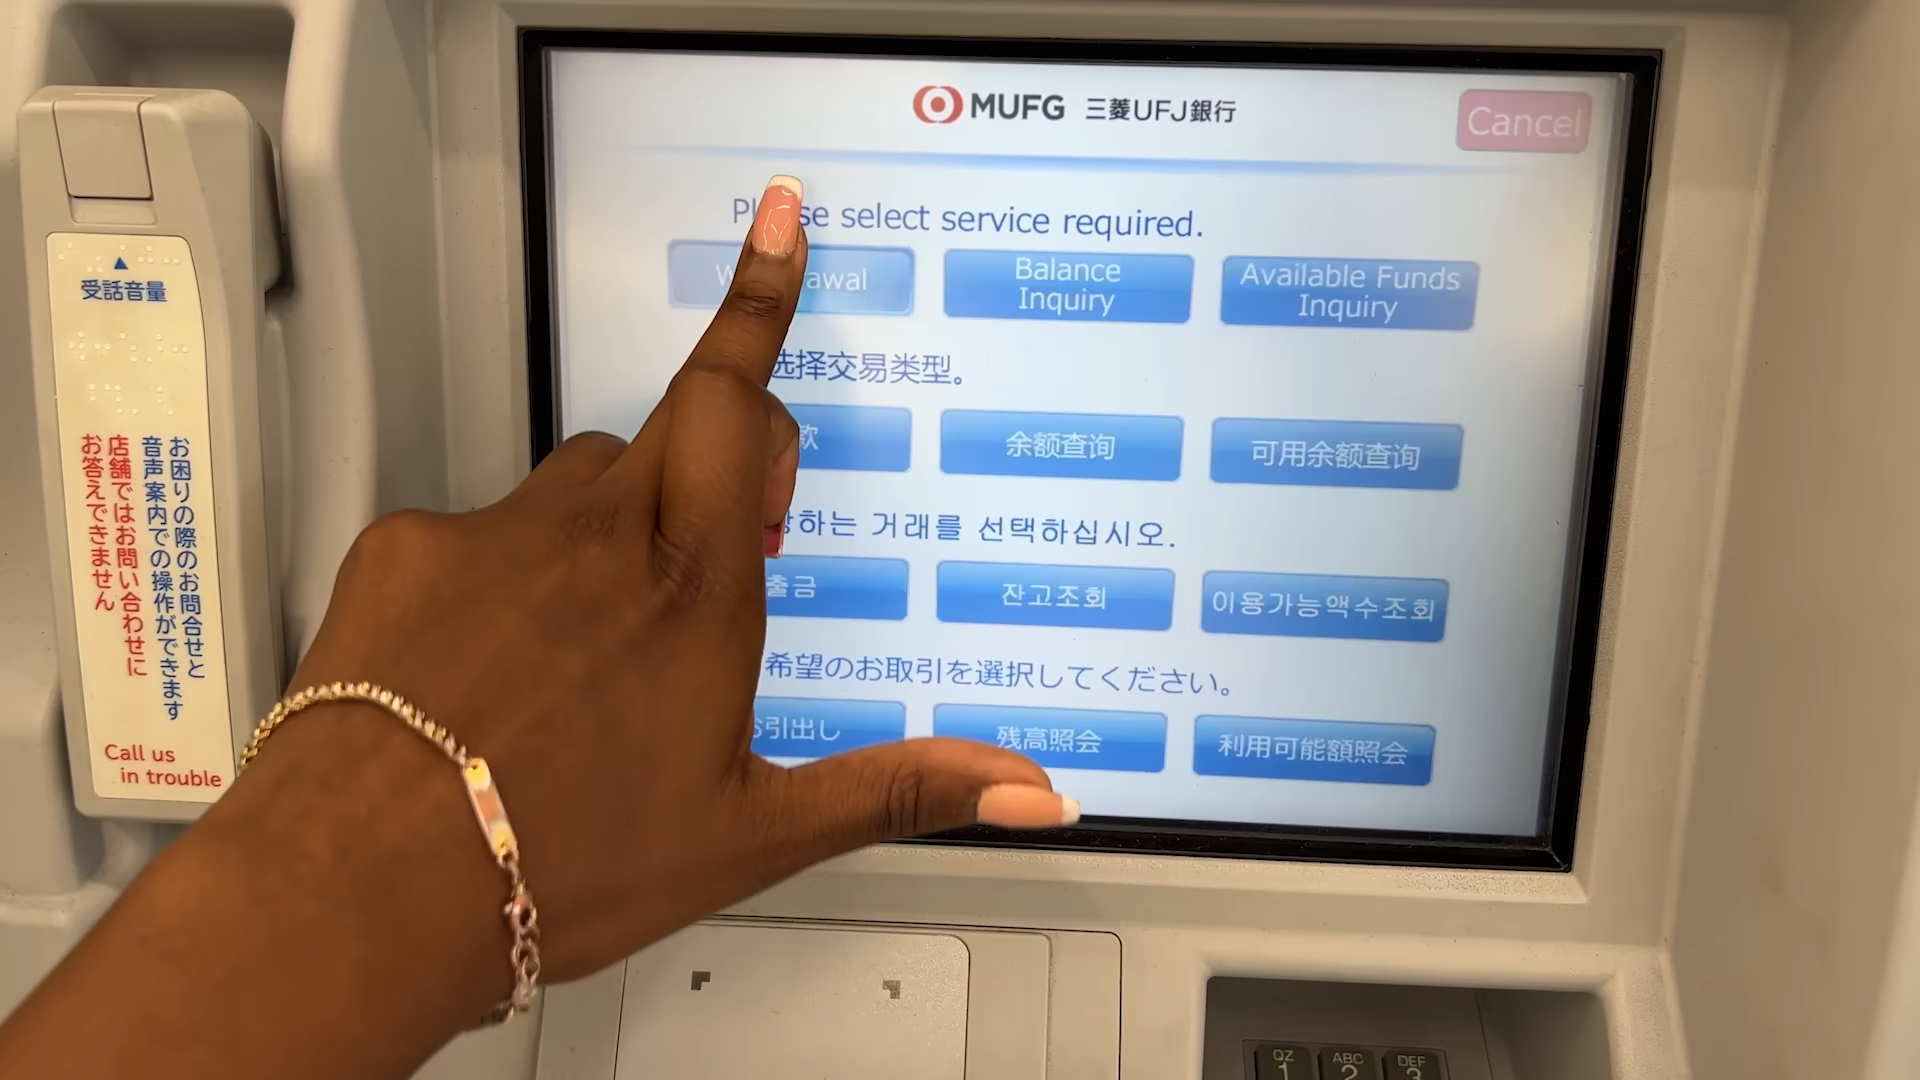 MUFG 三菱UFJ銀行
Cancel
select service required.
Balance
Inquiry
Available Funds
Inquiry
选择交易类型。
款
余额查询
可用余额查询
하는 거래를 선택하십시오.
출금
잔고조회
이용가능액수조회
希望のお取引を選択してください。
引出し
残高照会
利用可能額照会
受話音量
お困りの際のお問合せと
音声案内での操作ができます
店舗ではお問い合わせに
お答えできません
Call us
in trouble
QZ
1
ABC
2
DEF
3